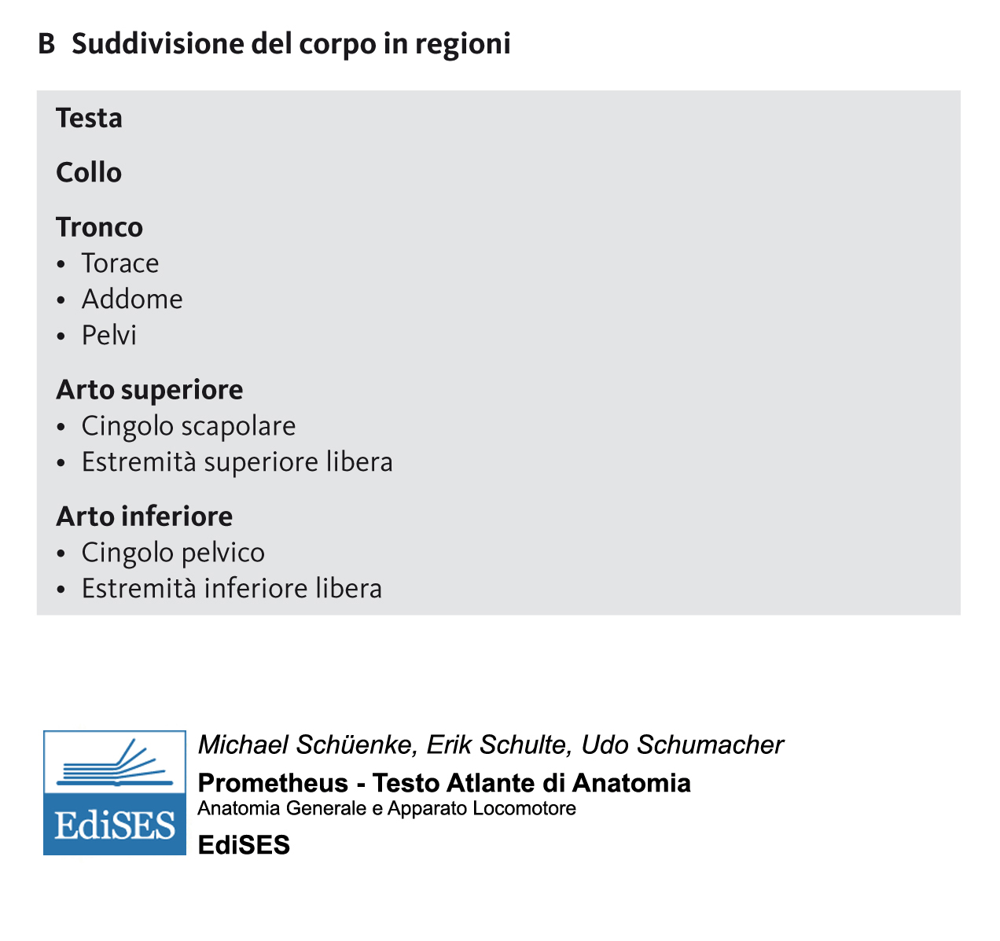 B Suddivisione del corpo in regioni
Testa
Collo
Tronco
• Torace
• Addome
• Pelvi
Arto superiore
• Cingolo scapolare
• Estremità superiore libera
Arto inferiore
• Cingolo pelvico
• Estremità inferiore libera
EdiSES
Michael Schüenke, Erik Schulte, Udo Schumacher
Prometheus - Testo Atlante di Anatomia
Anatomia Generale e Apparato Locomotore
EdiSES